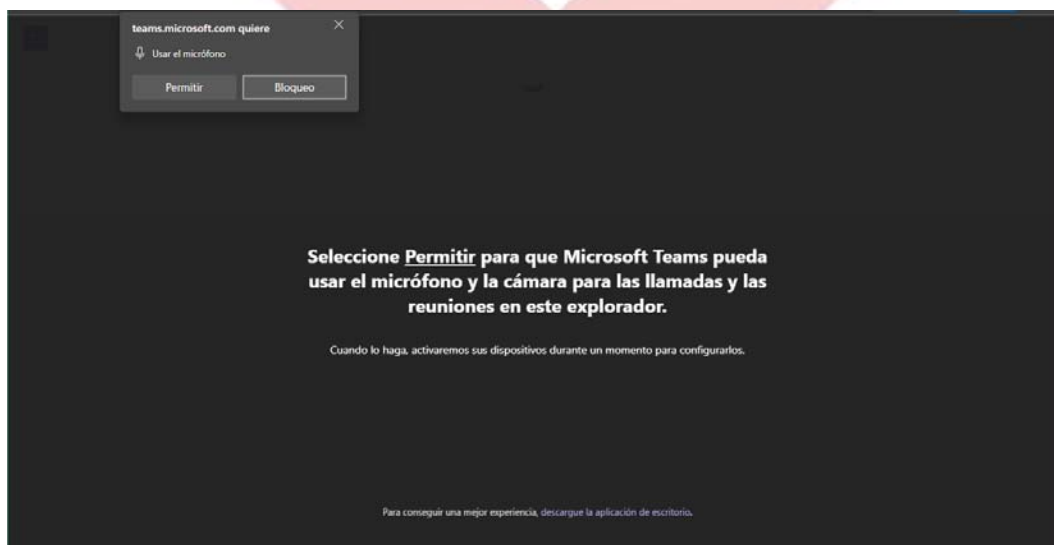 teams.microsoft.com quiere
Usar el micrófono
Permitir
Bloqueo
Seleccione Permitir para que Microsoft Teams pueda
usar el micrófono y la cámara para las llamadas y las
reuniones en este explorador.
Cuando lo haga, activaremos sus dispositivos durante un momento para configurarlos.
Para conseguir una mejor experiencia, descargue la aplicación de escritorio.